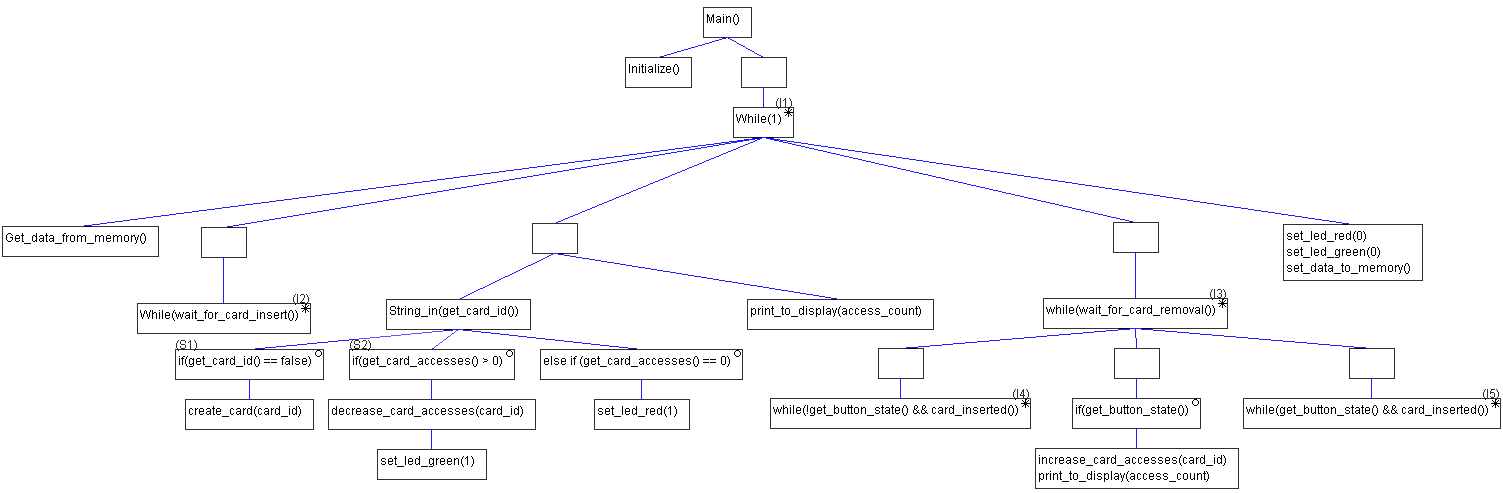 Main()
Initialize()
(I1)
While(1)
Get_data_from_memory()
set_led_red(0)
set_led_green(0)
set_data_to_memory()
(I2)
While(wait_for_card_insert())
String_in(get_card_id())
print_to_display(access_count)
(I3)
while(wait_for_card_removal())
(S1)
if(get_card_id() == false)
(S2)
if(get_card_accesses() > 0)
else if (get_card_accesses() == 0)
create_card(card_id)
decrease_card_accesses(card_id)
set_led_red(1)
(I4)
while(!get_button_state() && card_inserted())
if(get_button_state())
(I5)
while(get_button_state() && card_inserted())
set_led_green(1)
increase_card_accesses(card_id)
print_to_display(access_count)